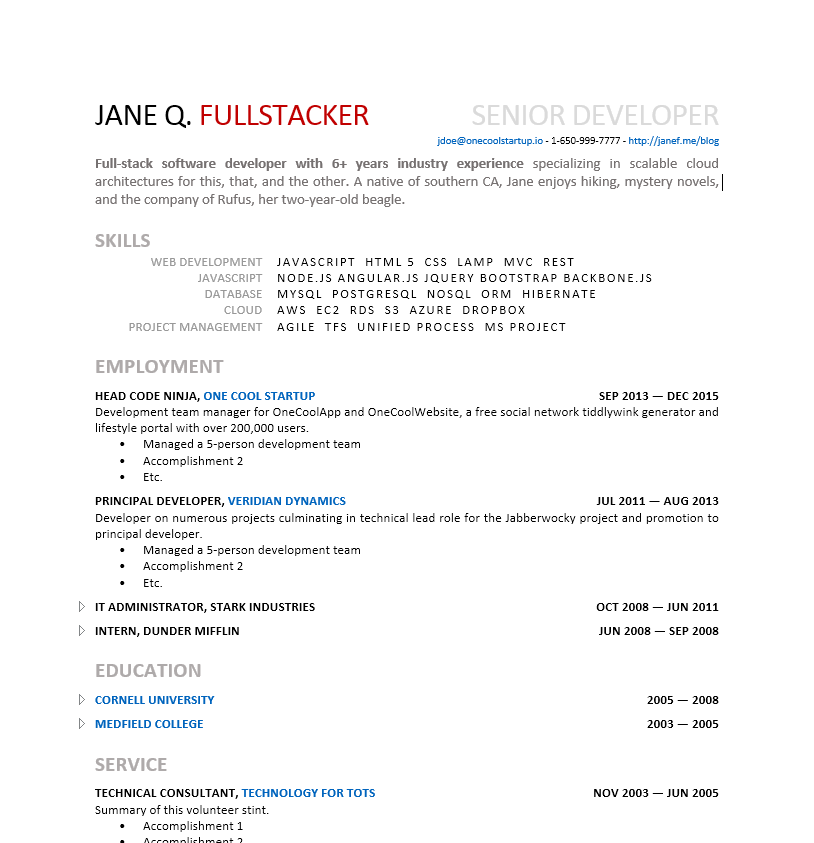 JANE Q. FULLSTACKER SENIOR DEVELOPER
jdoe@onecoolstartup.io - 1-650-999-7777 - http://janef.me/blog
Full-stack software developer with 6+ years industry experience specializing in scalable cloud
architectures for this, that, and the other. A native of southern CA, Jane enjoys hiking, mystery novels,
and the company of Rufus, her two-year-old beagle.
SKILLS
WEB DEVELOPMENT JAVASCRIPT HTML 5 CSS LAMP MVC REST
JAVASCRIPT NODE.JS ANGULAR.JS JQUERY BOOTSTRAP BACKBONE.JS
DATABASE MYSQL POSTGRESQL NOSQL ORM HIBERNATE
CLOUD AWS EC2 RDS S3 AZURE DROPBOX
PROJECT MANAGEMENT AGILE TFS UNIFIED PROCESS MS PROJECT
EMPLOYMENT
HEAD CODE NINJA, ONE COOL STARTUP SEP 2013 — DEC 2015
Development team manager for OneCoolApp and OneCoolWebsite, a free social network tiddlywink generator and
lifestyle portal with over 200,000 users.
• Managed a 5-person development team
• Accomplishment 2
• Etc.
PRINCIPAL DEVELOPER, VERIDIAN DYNAMICS JUL 2011 — AUG 2013
Developer on numerous projects culminating in technical lead role for the Jabberwocky project and promotion to
principal developer.
• Managed a 5-person development team
• Accomplishment 2
• Etc.
IT ADMINISTRATOR, STARK INDUSTRIES OCT 2008 — JUN 2011
INTERN, DUNDER MIFFLIN JUN 2008 — SEP 2008
EDUCATION
CORNELL UNIVERSITY 2005 — 2008
MEDFIELD COLLEGE 2003 — 2005
SERVICE
TECHNICAL CONSULTANT, TECHNOLOGY FOR TOTS NOV 2003 — JUN 2005
Summary of this volunteer stint.
• Accomplishment 1
• Accomplishment 2